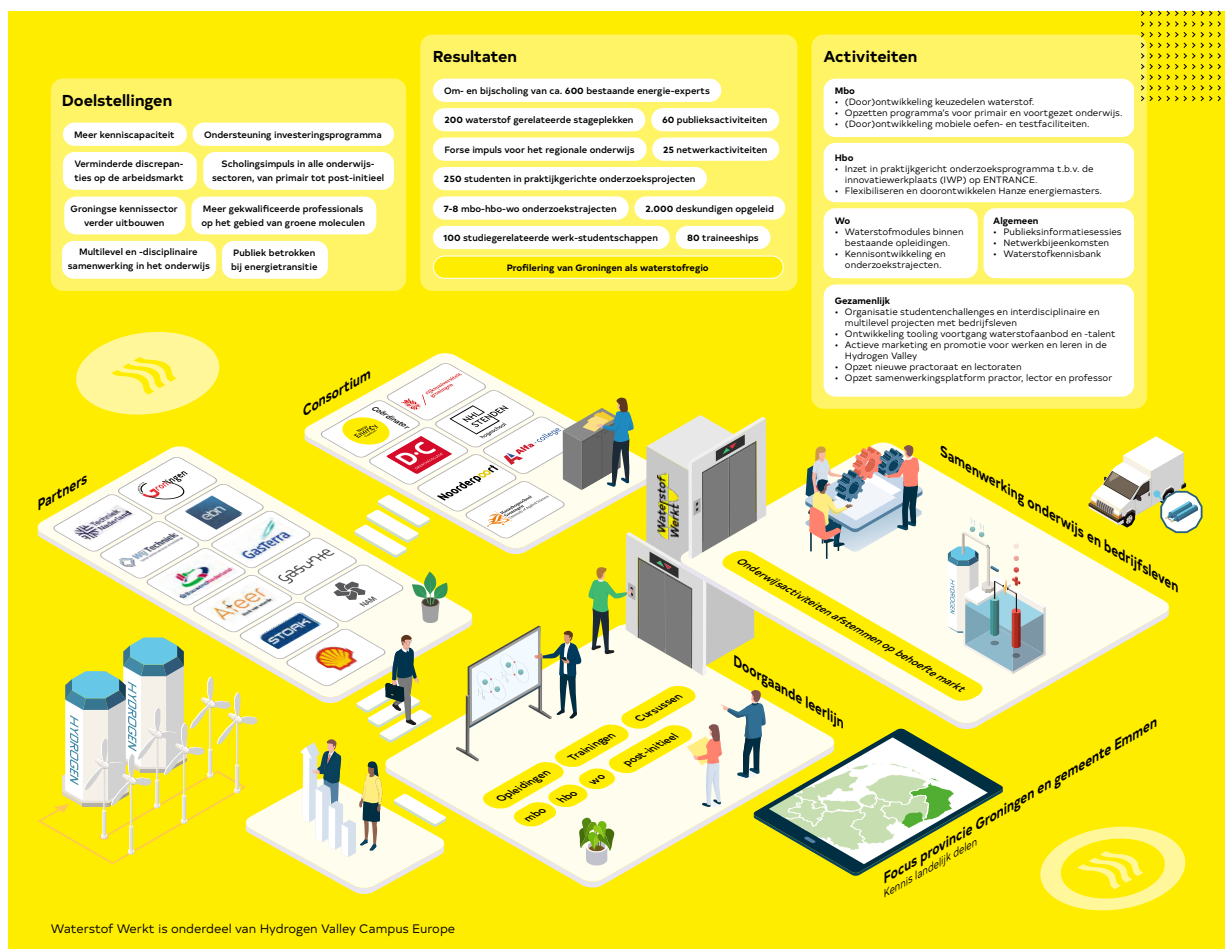 Doelstellingen
Meer kenniscapaciteit
Ondersteuning investeringsprogramma
Verminderde discrepan-
ties op de arbeidsmarkt
Scholingsimpuls in alle onderwijs-
sectoren, van primair tot post-initieel
Groningse kennissector
verder uitbouwen
Meer gekwalificeerde professionals
op het gebied van groene moleculen
Multilevel en -disciplinaire
samenwerking in het onderwijs
Publiek betrokken
bij energietransitie
Resultaten
Om- en bijscholing van ca. 600 bestaande energie-experts
200 waterstof gerelateerde stageplekken
60 publieksactiviteiten
Forse impuls voor het regionale onderwijs
25 netwerkactiviteiten
250 studenten in praktijkgerichte onderzoeksprojecten
7-8 mbo-hbo-wo onderzoekstrajecten
2.000 deskundigen opgeleid
100 studiegerelateerde werk-studentschappen
80 traineeships
Profilering van Groningen als waterstofregio
Activiteiten
Mbo
• (Door)ontwikkeling keuzedelen waterstof.
• Opzetten programma's voor primair en voortgezet onderwijs.
• (Door)ontwikkeling mobiele oefen- en testfaciliteiten.
Hbo
• Inzet in praktijkgericht onderzoeksprogramma t.b.v. de
innovatiewerkplaats (IWP) op ENTRANCE.
• Flexibiliseren en doorontwikkelen Hanze energiemasters.
Wo
• Waterstofmodules binnen
bestaande opleidingen.
• Kennisontwikkeling en
onderzoekstrajecten.
Algemeen
• Publieksinformatiesessies
• Netwerkbijeenkomsten
• Waterstofkennisbank
Gezamenlijk
• Organisatie studentenchallenges en interdisciplinaire en
multilevel projecten met bedrijfsleven
• Ontwikkeling tooling voortgang waterstofaanbod en -talent
• Actieve marketing en promotie voor werken en leren in de
Hydrogen Valley
• Opzet nieuwe practoraat en lectoraten
• Opzet samenwerkingsplatform practor, lector en professor
Consortium
Coördinator
rijksuniversiteit
groningen
NHL
STENDEN
hogeschool
D·C
Alfa-college
Noorderpoort
Hanzehogeschool
Groningen
Partners
Groningen
Techniek
Nederland
ebn
Wij Techniek
GasTerra
BouwendNederland
gasunie
Afeer
NAM
STORK
Waterstof
Werkt
Samenwerking onderwijs en bedrijfsleven
Onderwijsactiviteiten afstemmen op behoefte markt
HYDROGEN
Doorgaande leerlijn
Opleidingen
Trainingen
Cursussen
mbo
hbo
wo
post-initieel
HYDROGEN
HYDROGEN
Focus provincie Groningen en gemeente Emmen
Kennis landelijk delen
Waterstof Werkt is onderdeel van Hydrogen Valley Campus Europe